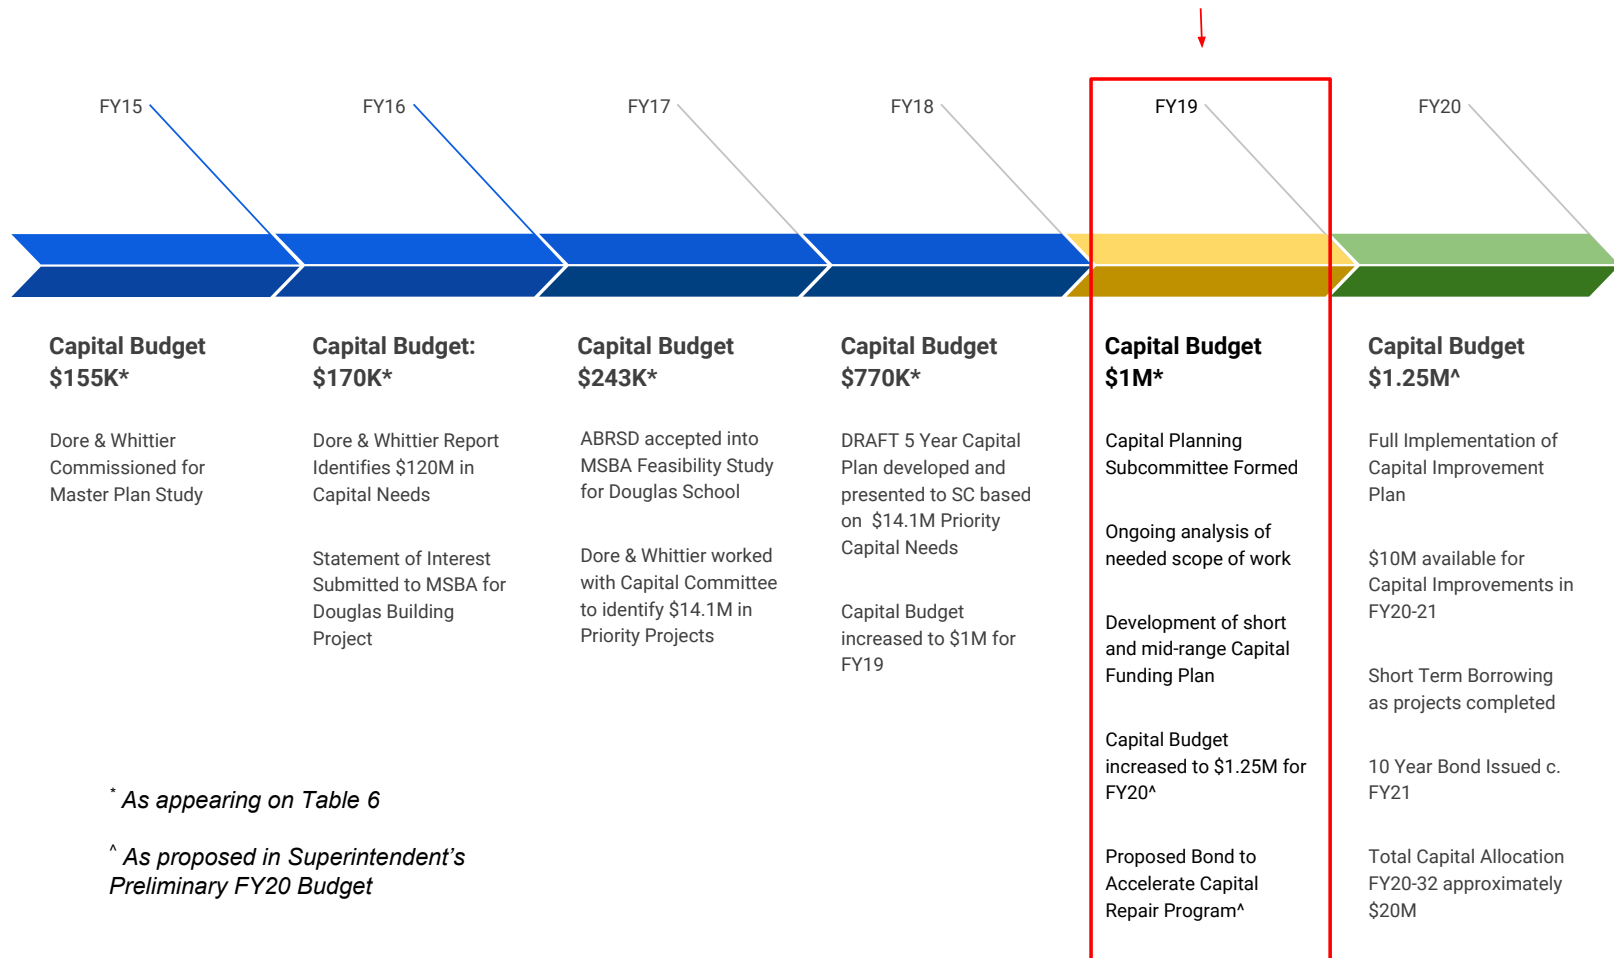 FY15
FY16
FY17
FY18
FY19
FY20
Capital Budget
$155K*
Dore & Whittier
Commissioned for
Master Plan Study
Capital Budget:
$170K*
Dore & Whittier Report
Identifies $120M in
Capital Needs
Statement of Interest
Submitted to MSBA for
Douglas Building
Project
Capital Budget
$243K*
ABRSD accepted into
MSBA Feasibility Study
for Douglas School
Dore & Whittier worked
with Capital Committee
to identify $14.1M in
Priority Projects
Capital Budget
$770K*
DRAFT 5 Year Capital
Plan developed and
presented to SC based
on $14.1M Priority
Capital Needs
Capital Budget
increased to $1M for
FY19
Capital Budget
$1M*
Capital Planning
Subcommittee Formed
Ongoing analysis of
needed scope of work
Development of short
and mid-range Capital
Funding Plan
Capital Budget
increased to $1.25M for
FY20^
Proposed Bond to
Accelerate Capital
Repair Program^
Capital Budget
$1.25M^
Full Implementation of
Capital Improvement
Plan
$10M available for
Capital Improvements in
FY20-21
Short Term Borrowing
as projects completed
10 Year Bond Issued c.
FY21
Total Capital Allocation
FY20-32 approximately
$20M
* As appearing on Table 6
^ As proposed in Superintendent's
Preliminary FY20 Budget